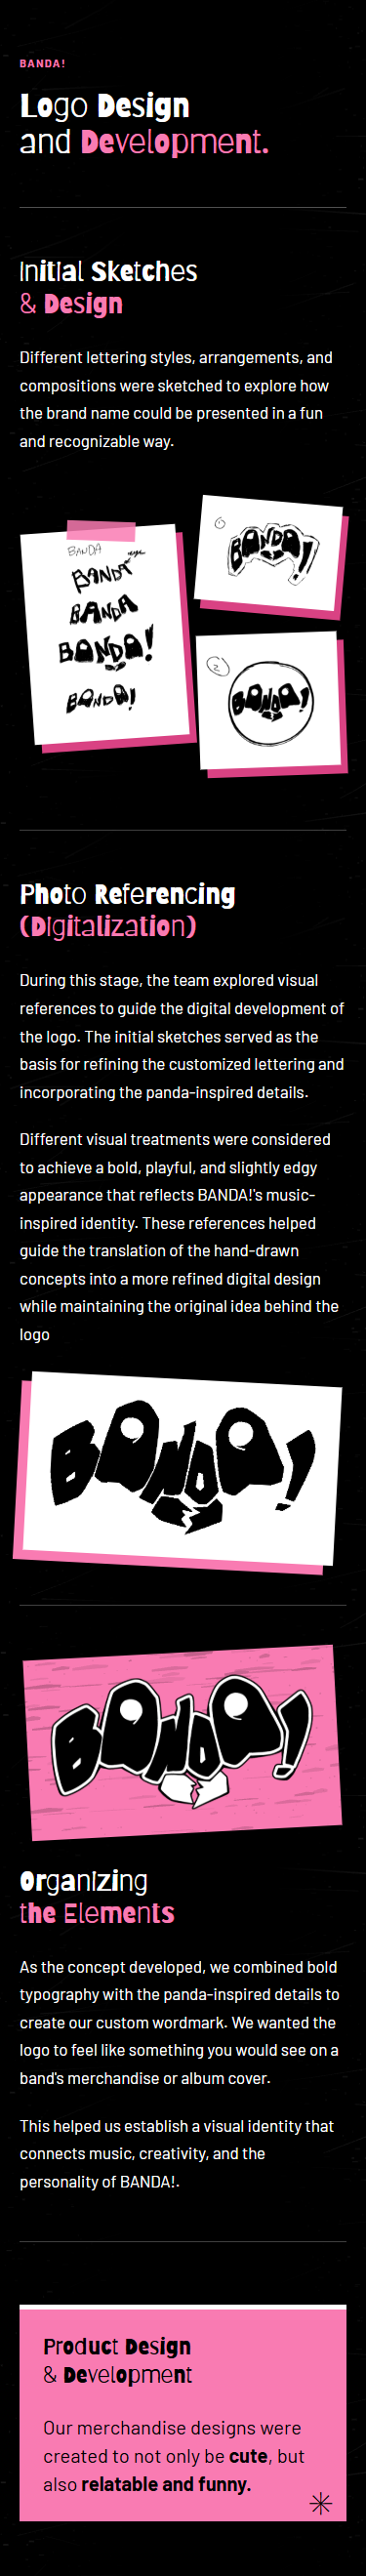 BANDA!
Logo Design
and Development.
Initial Sketches
& Design
Different lettering styles, arrangements, and
compositions were sketched to explore how
the brand name could be presented in a fun
and recognizable way.
BANDA
BANDA
BANDA
BANDA!
BANDA!
1
BANDA!
2
BANDA!
Photo Referencing
(Digitalization)
During this stage, the team explored visual
references to guide the digital development of
the logo. The initial sketches served as the
basis for refining the customized lettering and
incorporating the panda-inspired details.
Different visual treatments were considered
to achieve a bold, playful, and slightly edgy
appearance that reflects BANDA!'s music-
inspired identity. These references helped
guide the translation of the hand-drawn
concepts into a more refined digital design
while maintaining the original idea behind the
logo
BANDA!
BANDA!
Organizing
the Elements
As the concept developed, we combined bold
typography with the panda-inspired details to
create our custom wordmark. We wanted the
logo to feel like something you would see on a
band's merchandise or album cover.
This helped us establish a visual identity that
connects music, creativity, and the
personality of BANDA!.
Product Design
& Development
Our merchandise designs were
created to not only be cute, but
also relatable and funny.